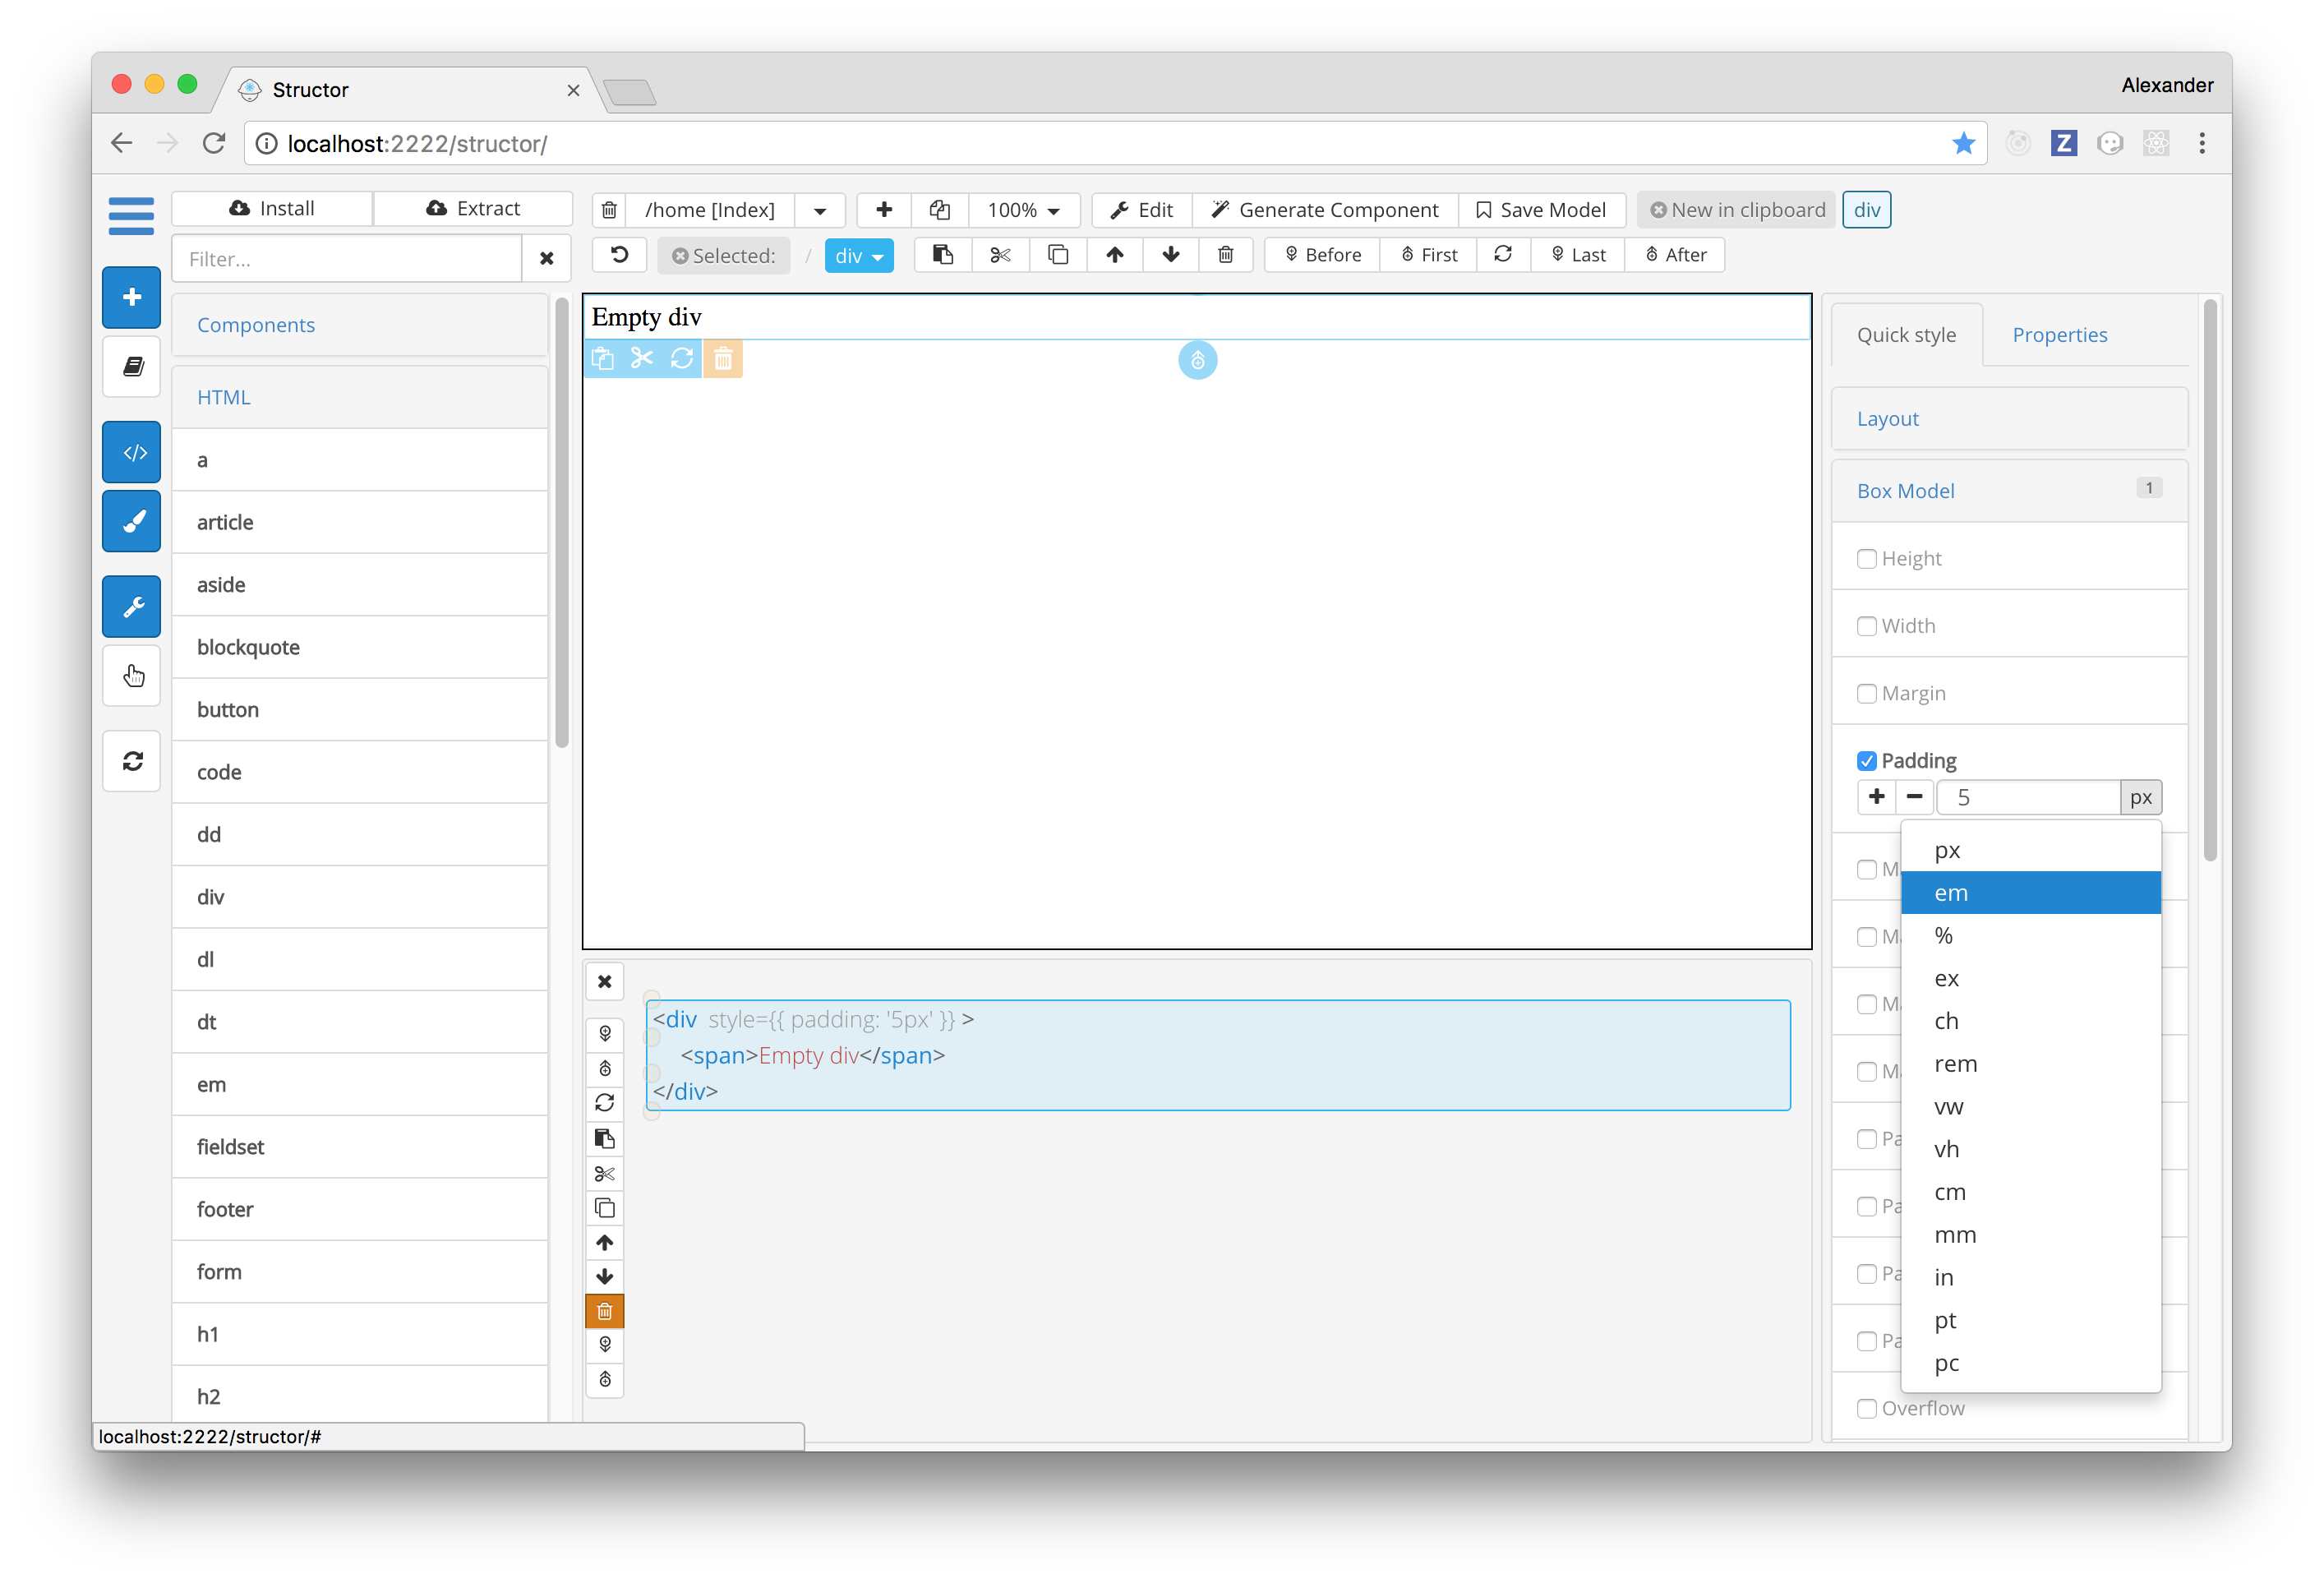 Structor
Alexander
localhost:2222/structor/
Install
Extract
/home [Index]
100%
Edit
Generate Component
Save Model
New in clipboard
div
Filter...
Selected:
/
div
Before
First
Last
After
Components
HTML
a
article
aside
blockquote
button
code
dd
div
dl
dt
em
fieldset
footer
form
h1
h2
Empty div
<div style={{ padding: '5px' }} >
<span>Empty div</span>
</div>
Quick style
Properties
Layout
Box Model
1
Height
Width
Margin
Padding
5
px
px
em
%
ex
ch
rem
vw
vh
cm
mm
in
pt
pc
Overflow
localhost:2222/structor/#